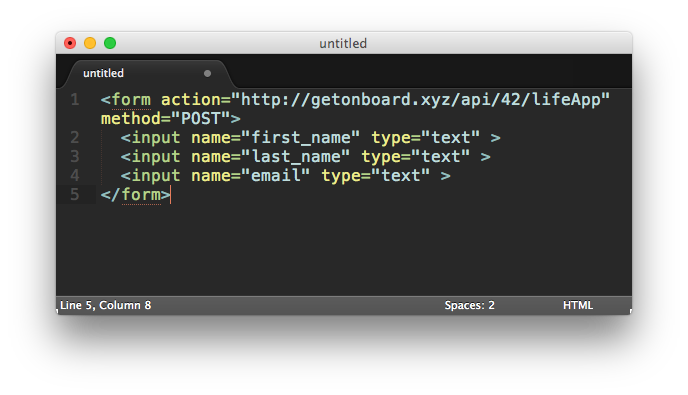 untitled
untitled
1 <form action="http://getonboard.xyz/api/42/lifeApp"
method="POST">
2 <input name="first_name" type="text" >
3 <input name="last_name" type="text" >
4 <input name="email" type="text" >
5 </form>
Line 5, Column 8 Spaces: 2 HTML